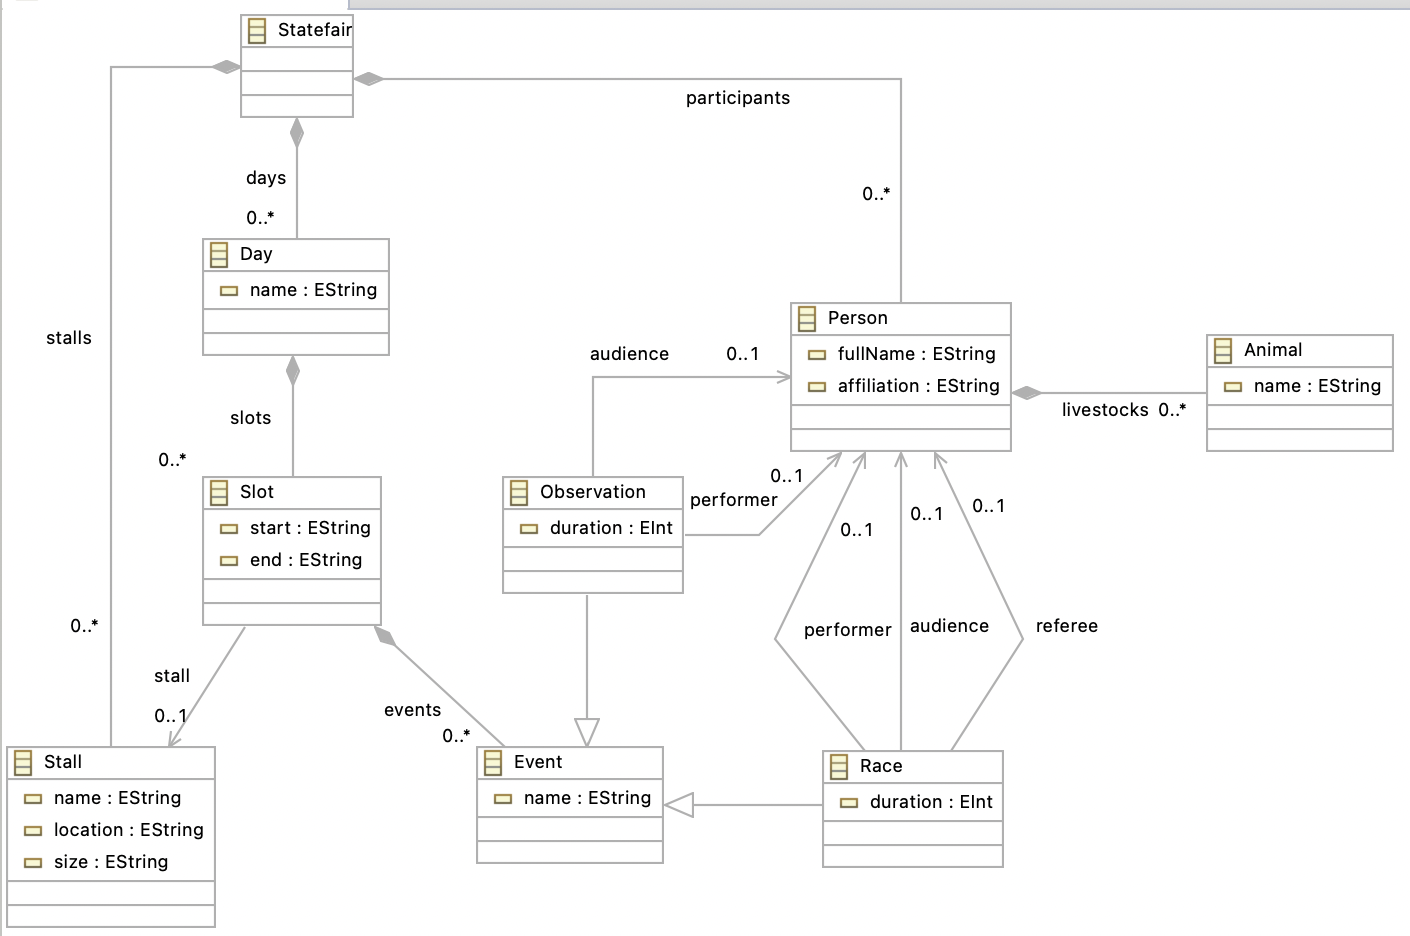 Statefair
participants
0..*
days
0..*
Day
name : EString
stalls
0..*
slots
0..*
Slot
start : EString
end : EString
stall
0..1
events
0..*
Stall
name : EString
location : EString
size : EString
Event
name : EString
Observation
duration : EInt
audience 0..1
performer
0..1
Person
fullName : EString
affiliation : EString
livestocks 0..*
Animal
name : EString
0..1
0..1
0..1
performer
audience
referee
Race
duration : EInt